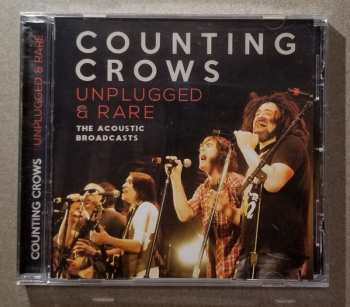 COUNTING
CROWS
UNPLUGGED
& RARE
THE ACOUSTIC
BROADCASTS
COUNTING CROWS UNPLUGGED & RARE